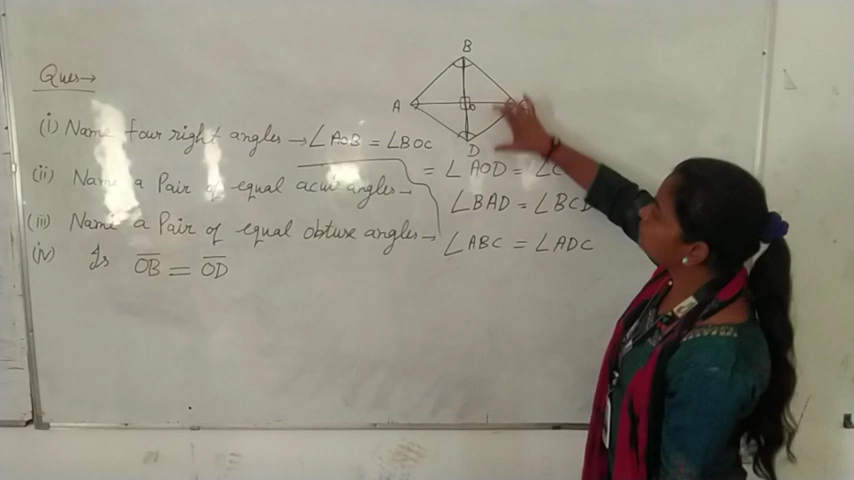 B
Ques→
A
D
(i) Name four right angles → ∠AOB = ∠BOC
= ∠AOD = ∠C
(ii) Name a Pair of equal acute angles →
∠BAD = ∠BCD
(iii) Name a Pair of equal obtuse angles → ∠ABC = ∠ADC
(iv) Is OB = OD